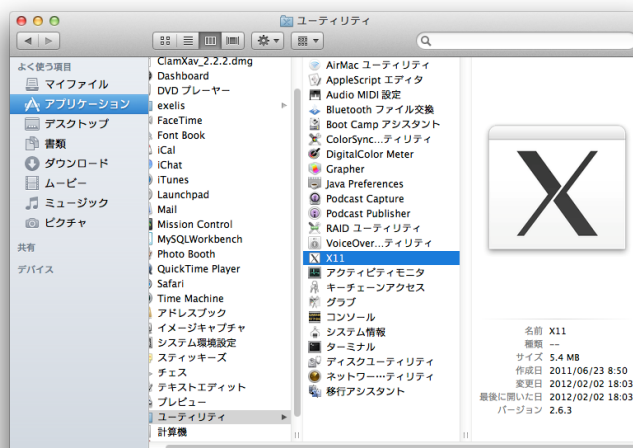 ユーティリティ
よく使う項目
マイファイル
アプリケーション
デスクトップ
書類
ダウンロード
ムービー
ミュージック
ピクチャ
共有
デバイス
ClamXav_2.2.2.dmg
Dashboard
DVD プレーヤー
exelis
FaceTime
Font Book
iCal
iChat
iTunes
Launchpad
Mail
Mission Control
MySQLWorkbench
Photo Booth
QuickTime Player
Safari
Time Machine
アドレスブック
イメージキャプチャ
システム環境設定
スティッキーズ
チェス
テキストエディット
プレビュー
ユーティリティ
計算機
AirMac ユーティリティ
AppleScript エディタ
Audio MIDI 設定
Bluetooth ファイル交換
Boot Camp アシスタント
ColorSync...ティリティ
DigitalColor Meter
Grapher
Java Preferences
Podcast Capture
Podcast Publisher
RAID ユーティリティ
VoiceOver...ティリティ
X11
アクティビティモニタ
キーチェーンアクセス
グラブ
コンソール
システム情報
ターミナル
ディスクユーティリティ
ネットワー…ティリティ
移行アシスタント
X
名前 X11
種類 --
サイズ 5.4 MB
作成日 2011/06/23 8:50
変更日 2012/02/02 18:03
最後に開いた日 2012/02/02 18:03
バージョン 2.6.3